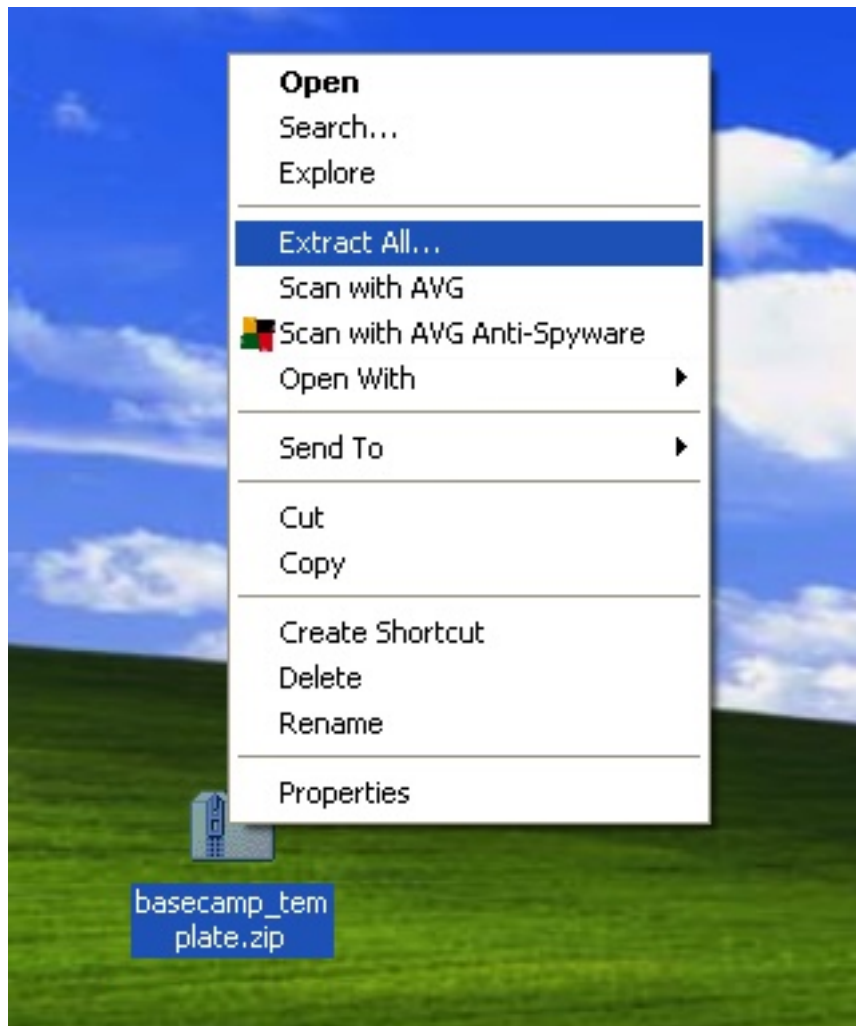 Open
Search...
Explore
Extract All...
Scan with AVG
Scan with AVG Anti-Spyware
Open With
Send To
Cut
Copy
Create Shortcut
Delete
Rename
Properties
basecamp_tem
plate.zip